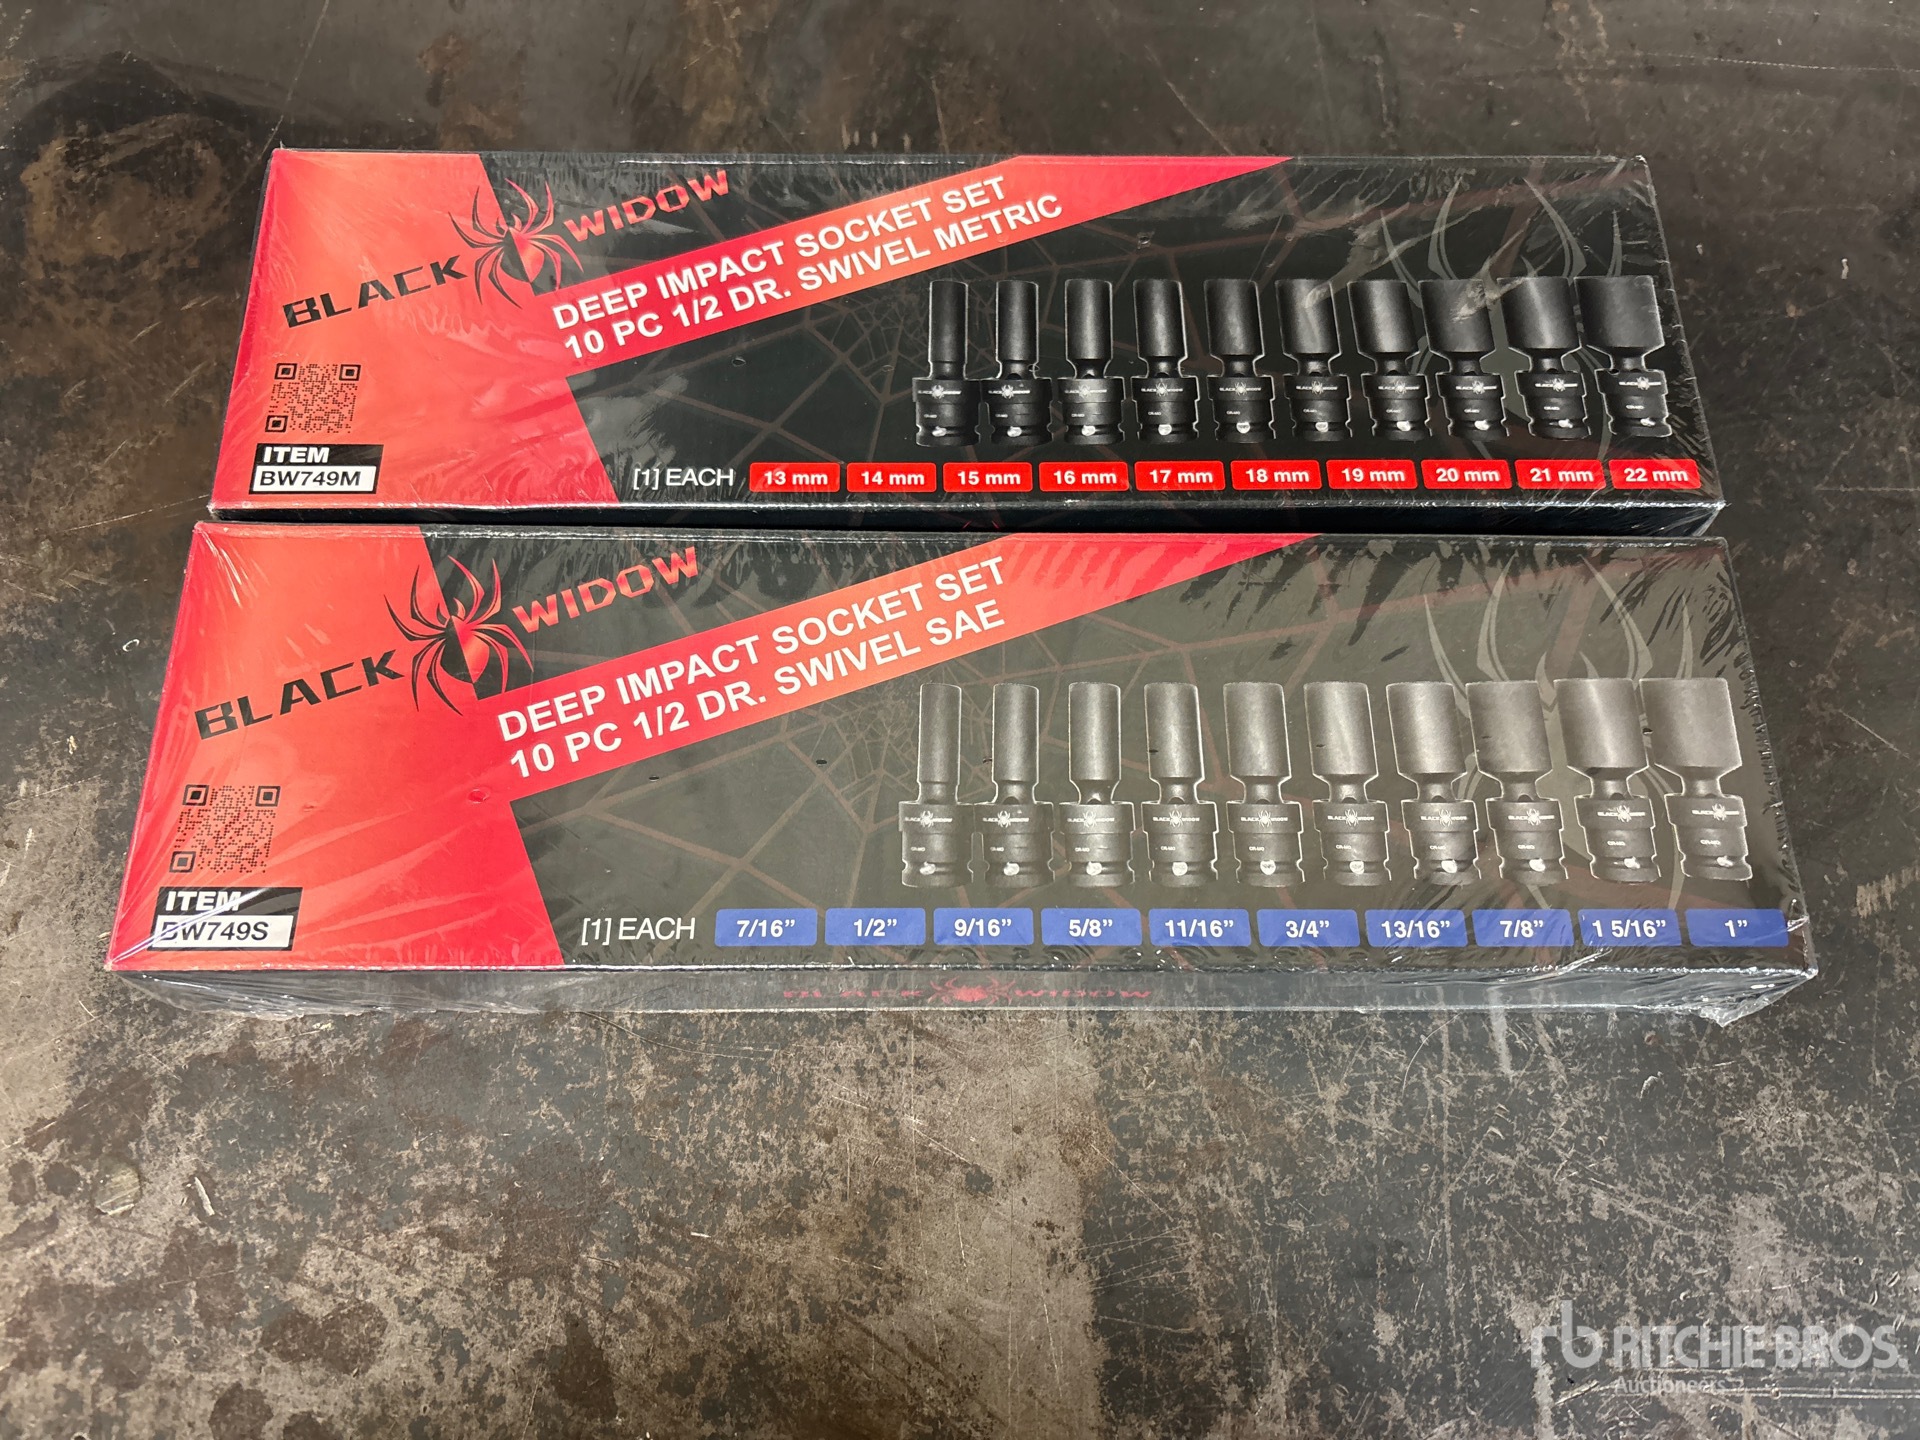 BLACK WIDOW
DEEP IMPACT SOCKET SET
10 PC 1/2 DR. SWIVEL METRIC
ITEM
BW749M
[1] EACH 13 mm 14 mm 15 mm 16 mm 17 mm 18 mm 19 mm 20 mm 21 mm 22 mm
BLACK WIDOW
DEEP IMPACT SOCKET SET
10 PC 1/2 DR. SWIVEL SAE
ITEM
BW749S
[1] EACH 7/16” 1/2” 9/16” 5/8” 11/16” 3/4” 13/16” 7/8” 1 5/16” 1”
BLACK WIDOW
rb RITCHIE BROS.
Auctioneers